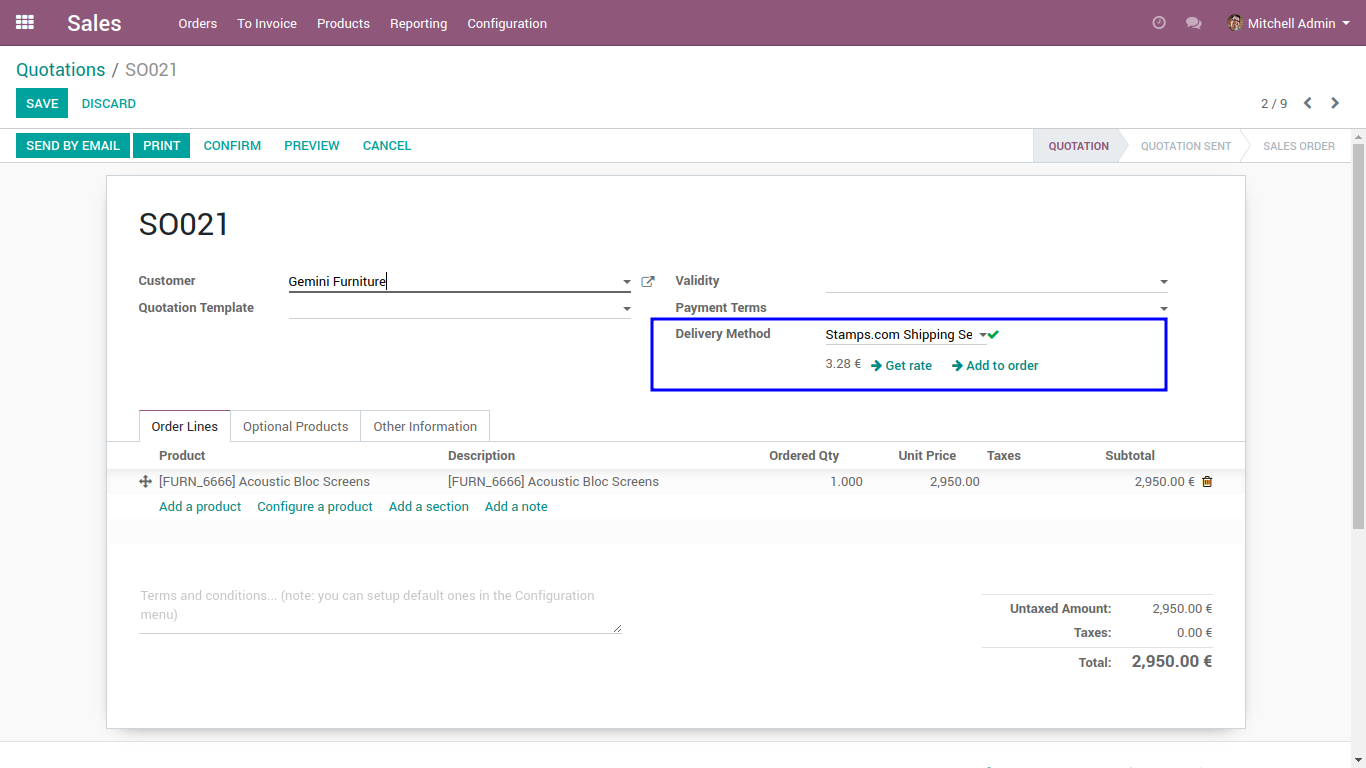 Sales Orders To Invoice Products Reporting Configuration Mitchell Admin
Quotations / SO021
SAVE DISCARD 2 / 9
SEND BY EMAIL PRINT CONFIRM PREVIEW CANCEL QUOTATION QUOTATION SENT SALES ORDER
SO021
Customer Gemini Furniture Validity
Quotation Template Payment Terms
Delivery Method Stamps.com Shipping Se
3.28 € Get rate Add to order
Order Lines Optional Products Other Information
Product Description Ordered Qty Unit Price Taxes Subtotal
[FURN_6666] Acoustic Bloc Screens [FURN_6666] Acoustic Bloc Screens 1.000 2,950.00 2,950.00 €
Add a product Configure a product Add a section Add a note
Terms and conditions... (note: you can setup default ones in the Configuration
menu)
Untaxed Amount: 2,950.00 €
Taxes: 0.00 €
Total: 2,950.00 €